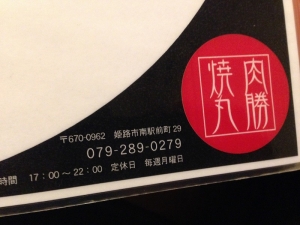 肉勝
焼丸
〒670-0962 姫路市南駅前町29
079-289-0279
時間 17:00〜22:00 定休日 毎週月曜日